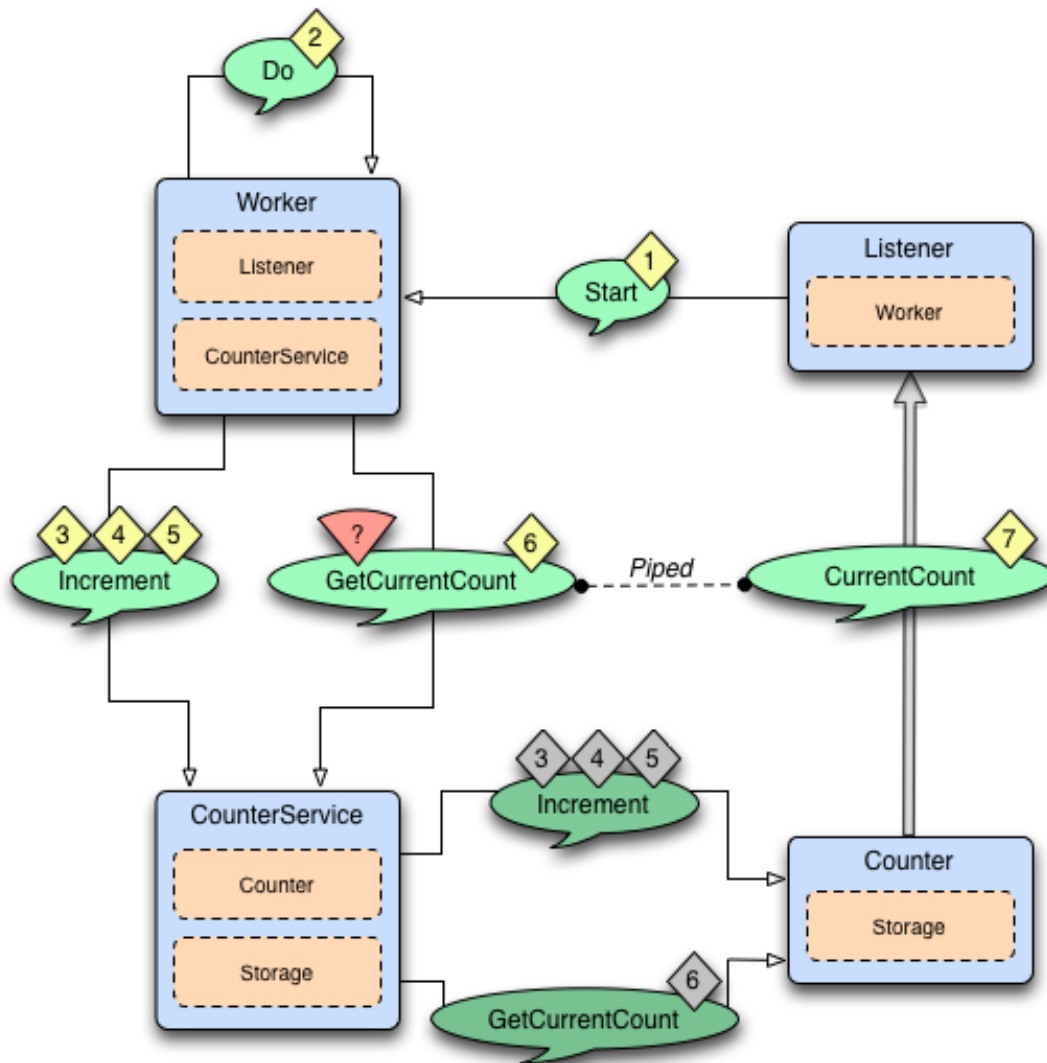 2
Do
Worker
Listener
CounterService
1
Start
Listener
Worker
3 4 5
Increment
?
6
GetCurrentCount
Piped
7
CurrentCount
CounterService
Counter
Storage
3 4 5
Increment
6
GetCurrentCount
Counter
Storage